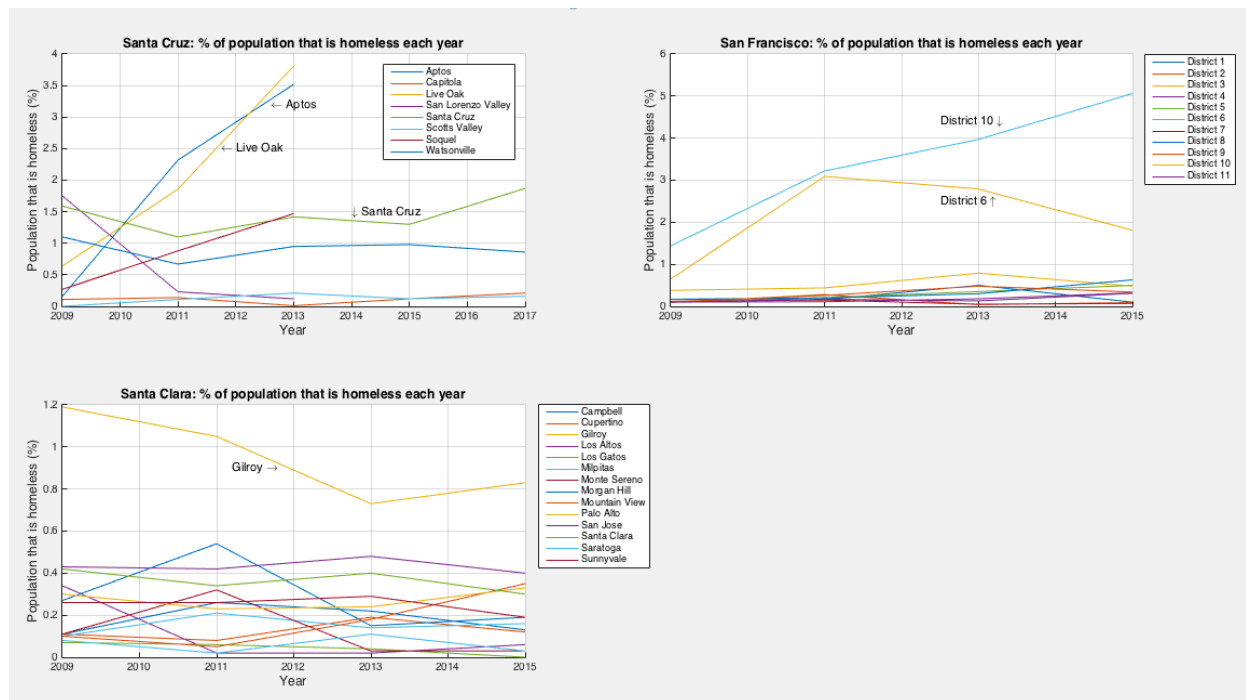 Santa Cruz: % of population that is homeless each year
Population that is homeless (%)
4
3.5
3
2.5
2
1.5
1
0.5
0
2009 2010 2011 2012 2013 2014 2015 2016 2017
Year
← Aptos
← Live Oak
↓ Santa Cruz
Aptos
Capitola
Live Oak
San Lorenzo Valley
Santa Cruz
Scotts Valley
Soquel
Watsonville
San Francisco: % of population that is homeless each year
Population that is homeless (%)
6
5
4
3
2
1
0
2009 2010 2011 2012 2013 2014 2015
Year
District 10 ↓
District 6 ↑
District 1
District 2
District 3
District 4
District 5
District 6
District 7
District 8
District 9
District 10
District 11
Santa Clara: % of population that is homeless each year
Population that is homeless (%)
1.2
1
0.8
0.6
0.4
0.2
0
2009 2010 2011 2012 2013 2014 2015
Year
Gilroy →
Campbell
Cupertino
Gilroy
Los Altos
Los Gatos
Milpitas
Monte Sereno
Morgan Hill
Mountain View
Palo Alto
San Jose
Santa Clara
Saratoga
Sunnyvale